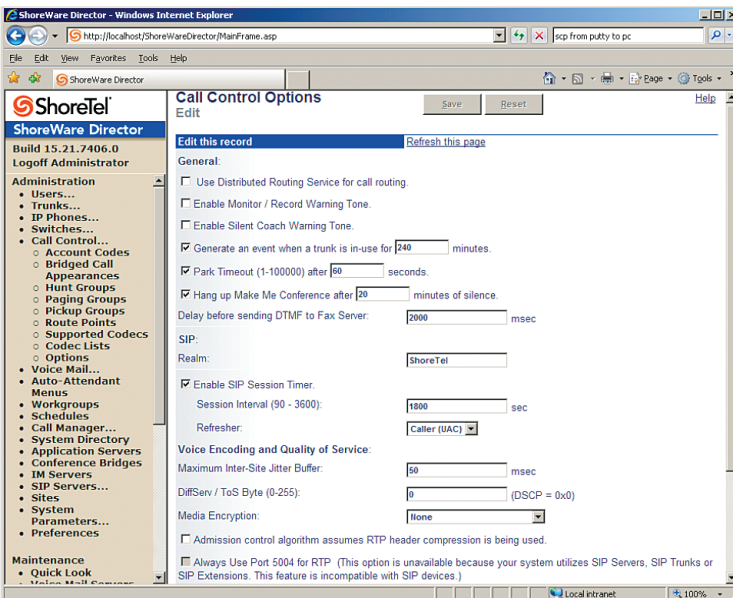 ShoreWare Director - Windows Internet Explorer
http://localhost/ShoreWareDirector/MainFrame.asp
scp from putty to pc
File Edit View Favorites Tools Help
ShoreWare Director
Page Tools
ShoreTel
ShoreWare Director
Build 15.21.7406.0
Logoff Administrator
Administration
Users...
Trunks...
IP Phones...
Switches...
Call Control...
Account Codes
Bridged Call
Appearances
Hunt Groups
Paging Groups
Pickup Groups
Route Points
Supported Codecs
Codec Lists
Options
Voice Mail...
Auto-Attendant
Menus
Workgroups
Schedules
Call Manager...
System Directory
Application Servers
Conference Bridges
IM Servers
SIP Servers...
Sites
System
Parameters...
Preferences
Maintenance
Quick Look
Voice Mail Servers
Call Control Options
Edit
Save Reset
Help
Edit this record Refresh this page
General:
Use Distributed Routing Service for call routing.
Enable Monitor / Record Warning Tone.
Enable Silent Coach Warning Tone.
Generate an event when a trunk is in-use for 240 minutes.
Park Timeout (1-100000) after 60 seconds.
Hang up Make Me Conference after 20 minutes of silence.
Delay before sending DTMF to Fax Server: 2000 msec
SIP:
Realm: ShoreTel
Enable SIP Session Timer.
Session Interval (90 - 3600): 1800 sec
Refresher: Caller (UAC)
Voice Encoding and Quality of Service:
Maximum Inter-Site Jitter Buffer: 50 msec
DiffServ / ToS Byte (0-255): 0 (DSCP = 0x0)
Media Encryption: None
Admission control algorithm assumes RTP header compression is being used.
Always Use Port 5004 for RTP (This option is unavailable because your system utilizes SIP Servers, SIP Trunks or
SIP Extensions. This feature is incompatible with SIP devices.)
Local intranet 100%